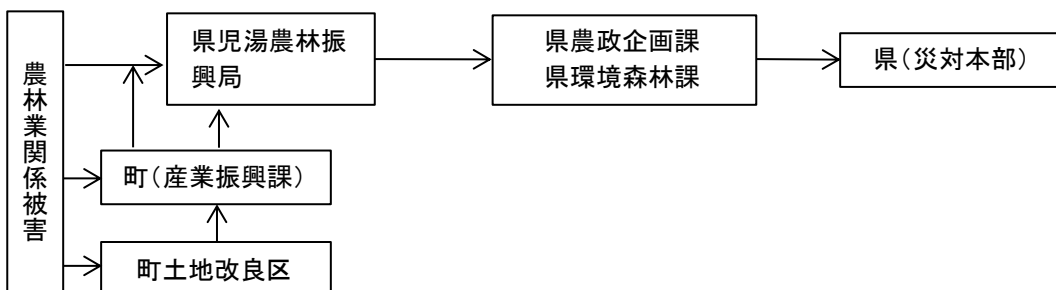 農林業関係被害
県児湯農林振
興局
県農政企画課
県環境森林課
県（災対本部）
町（産業振興課）
町土地改良区